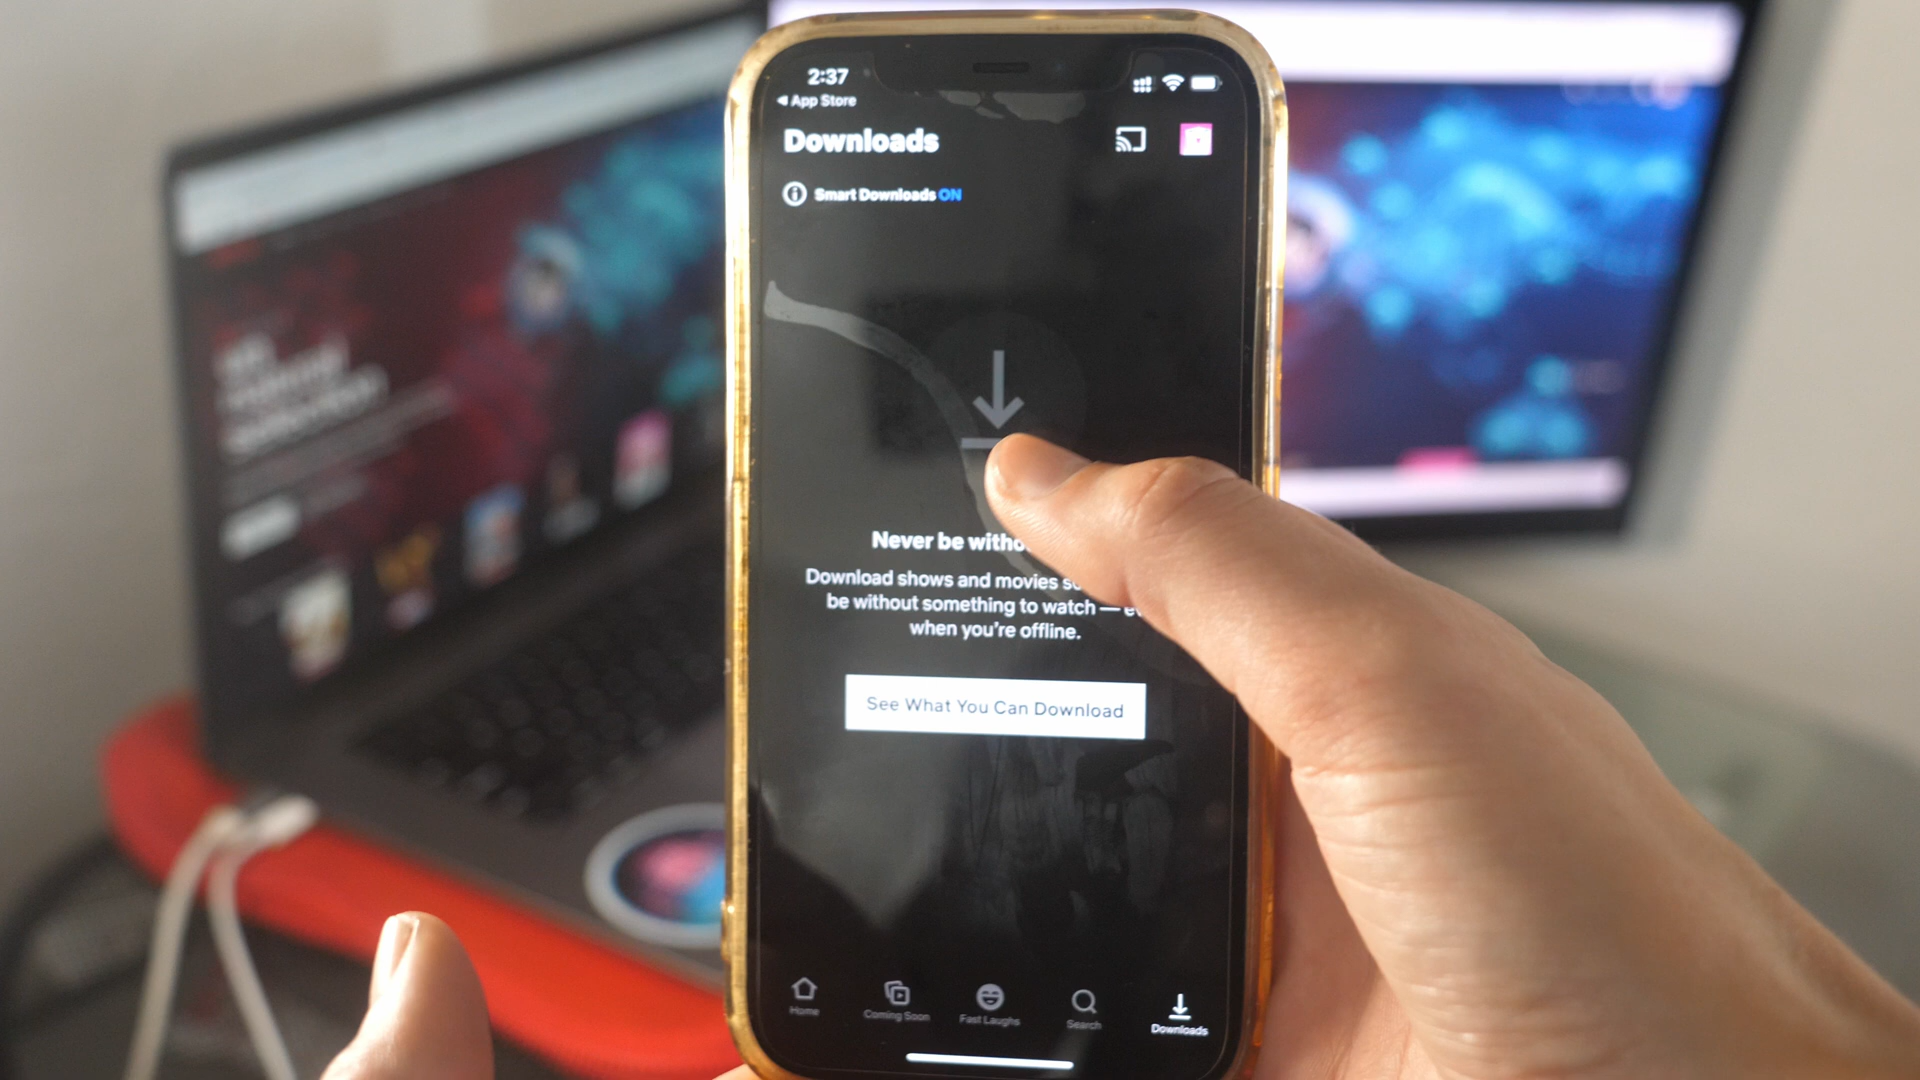 2:37
◀ App Store
Downloads
Smart Downloads ON
Never be witho
Download shows and movies s
be without something to watch — ev
when you're offline.
See What You Can Download
Home
Coming Soon
Fast Laughs
Search
Downloads